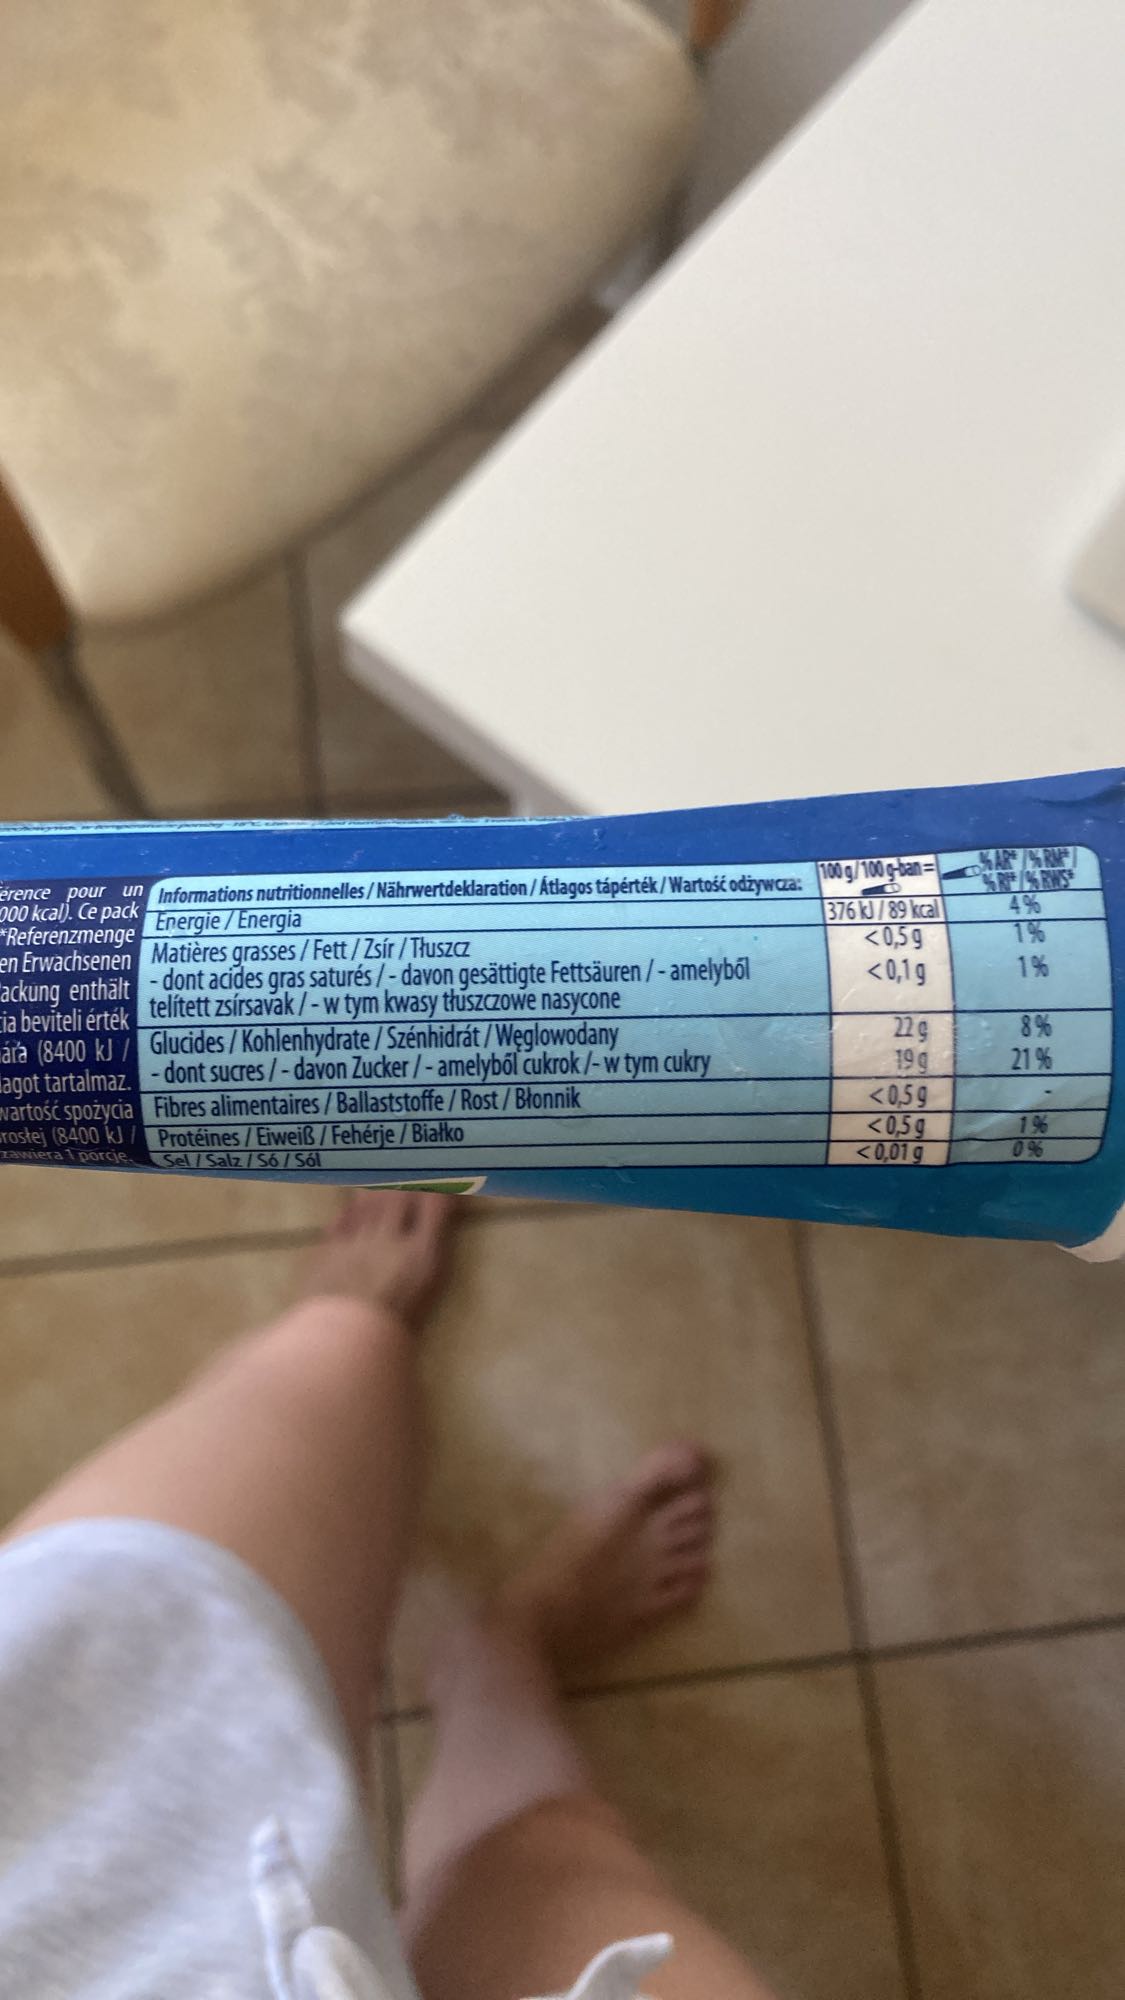 érence pour un
000 kcal). Ce pack
*Referenzmenge
en Erwachsenen
ackung enthält
cia beviteli érték
(8400 kJ /
lagot tartalmaz.
wartość spożycia
rosłej (8400 kJ /
zawiera 1 porcję.
Informations nutritionnelles / Nährwertdeklaration / Átlagos tápérték / Wartość odżywcza: 100 g / 100 g-ban = % AR* / % RM* /
% RI* / % RWS*
Energie / Energia 376 kJ / 89 kcal 4 %
Matières grasses / Fett / Zsír / Tłuszcz <0,5 g 1 %
- dont acides gras saturés / - davon gesättigte Fettsäuren / - amelyből <0,1 g 1 %
telített zsírsavak / - w tym kwasy tłuszczowe nasycone
Glucides / Kohlenhydrate / Szénhidrát / Węglowodany 22 g 8 %
- dont sucres / - davon Zucker / - amelyből cukrok /- w tym cukry 19 g 21 %
Fibres alimentaires / Ballaststoffe / Rost / Błonnik <0,5 g -
Protéines / Eiweiß / Fehérje / Białko <0,5 g 1 %
Sel / Salz / Só / Sól <0,01 g 0 %